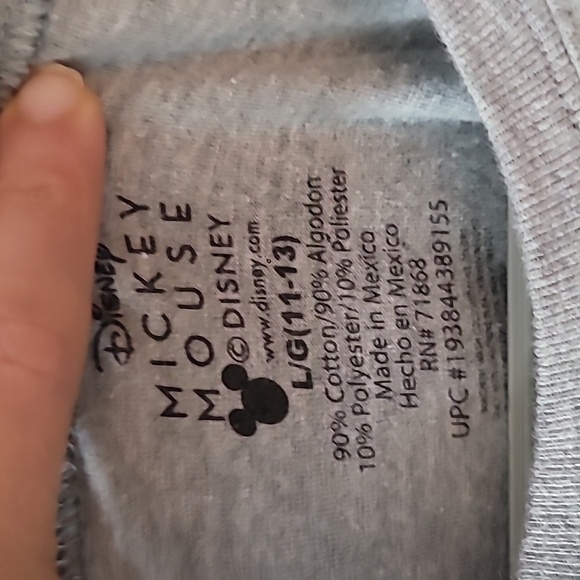 DISNEY
MICKEY
MOUSE
© DISNEY
www.disney.com
L/G(11-13)
90% Cotton/90% Algodon
10% Polyester/10% Poliester
Made in Mexico
Hecho en Mexico
RN# 71868
UPC #193844389155